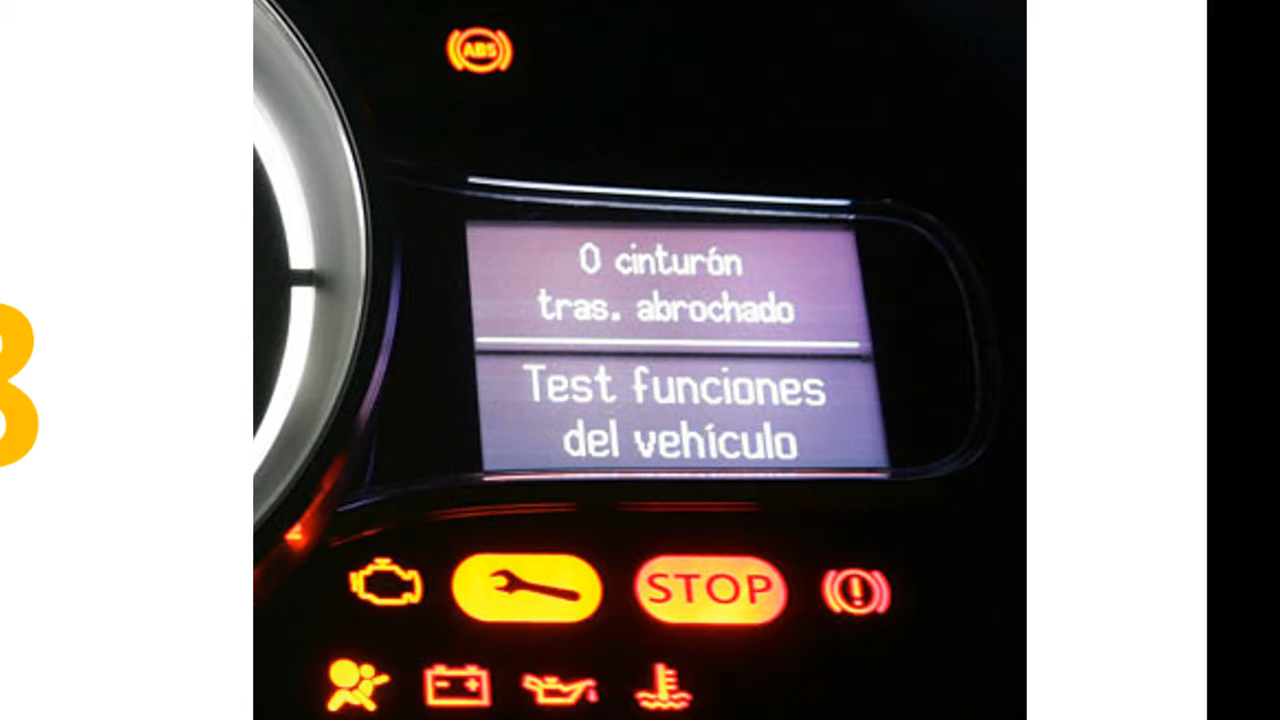 ABS
0 cinturón
tras. abrochado
Test funciones
del vehículo
STOP